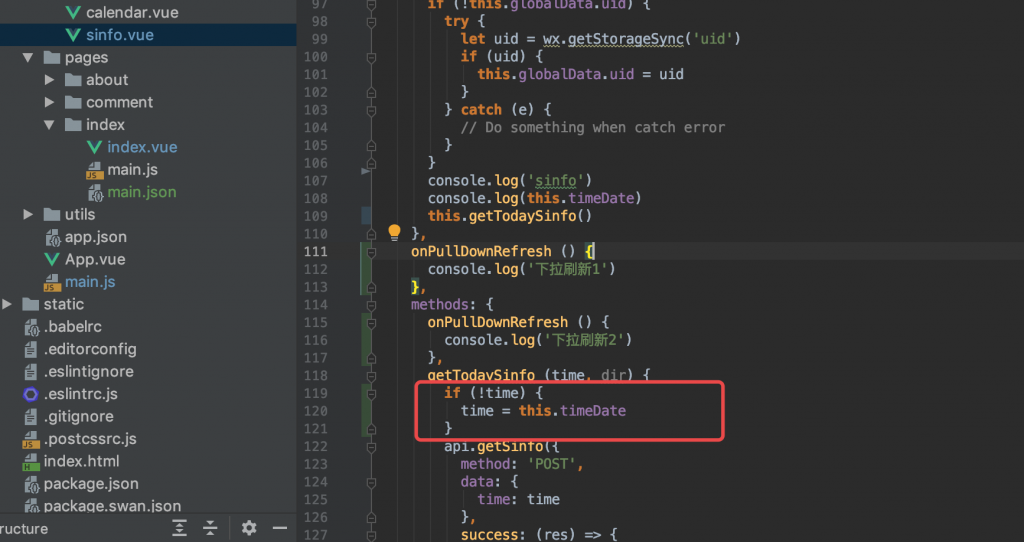 calendar.vue
sinfo.vue
pages
about
comment
index
index.vue
main.js
main.json
utils
app.json
App.vue
main.js
static
.babelrc
.editorconfig
.eslintignore
.eslintrc.js
.gitignore
.postcssrc.js
index.html
package.json
package.swan.json
ructure
97 if (!this.globalData.uid) {
98 try {
99 let uid = wx.getStorageSync('uid')
100 if (uid) {
101 this.globalData.uid = uid
102 }
103 } catch (e) {
104 // Do something when catch error
105 }
106 }
107 console.log('sinfo')
108 console.log(this.timeDate)
109 this.getTodaySinfo()
110 },
111 onPullDownRefresh () {
112 console.log('下拉刷新1')
113 },
114 methods: {
115 onPullDownRefresh () {
116 console.log('下拉刷新2')
117 },
118 getTodaySinfo (time, dir) {
119 if (!time) {
120 time = this.timeDate
121 }
122 api.getSinfo({
123 method: 'POST',
124 data: {
125 time: time
126 },
127 success: (res) => {